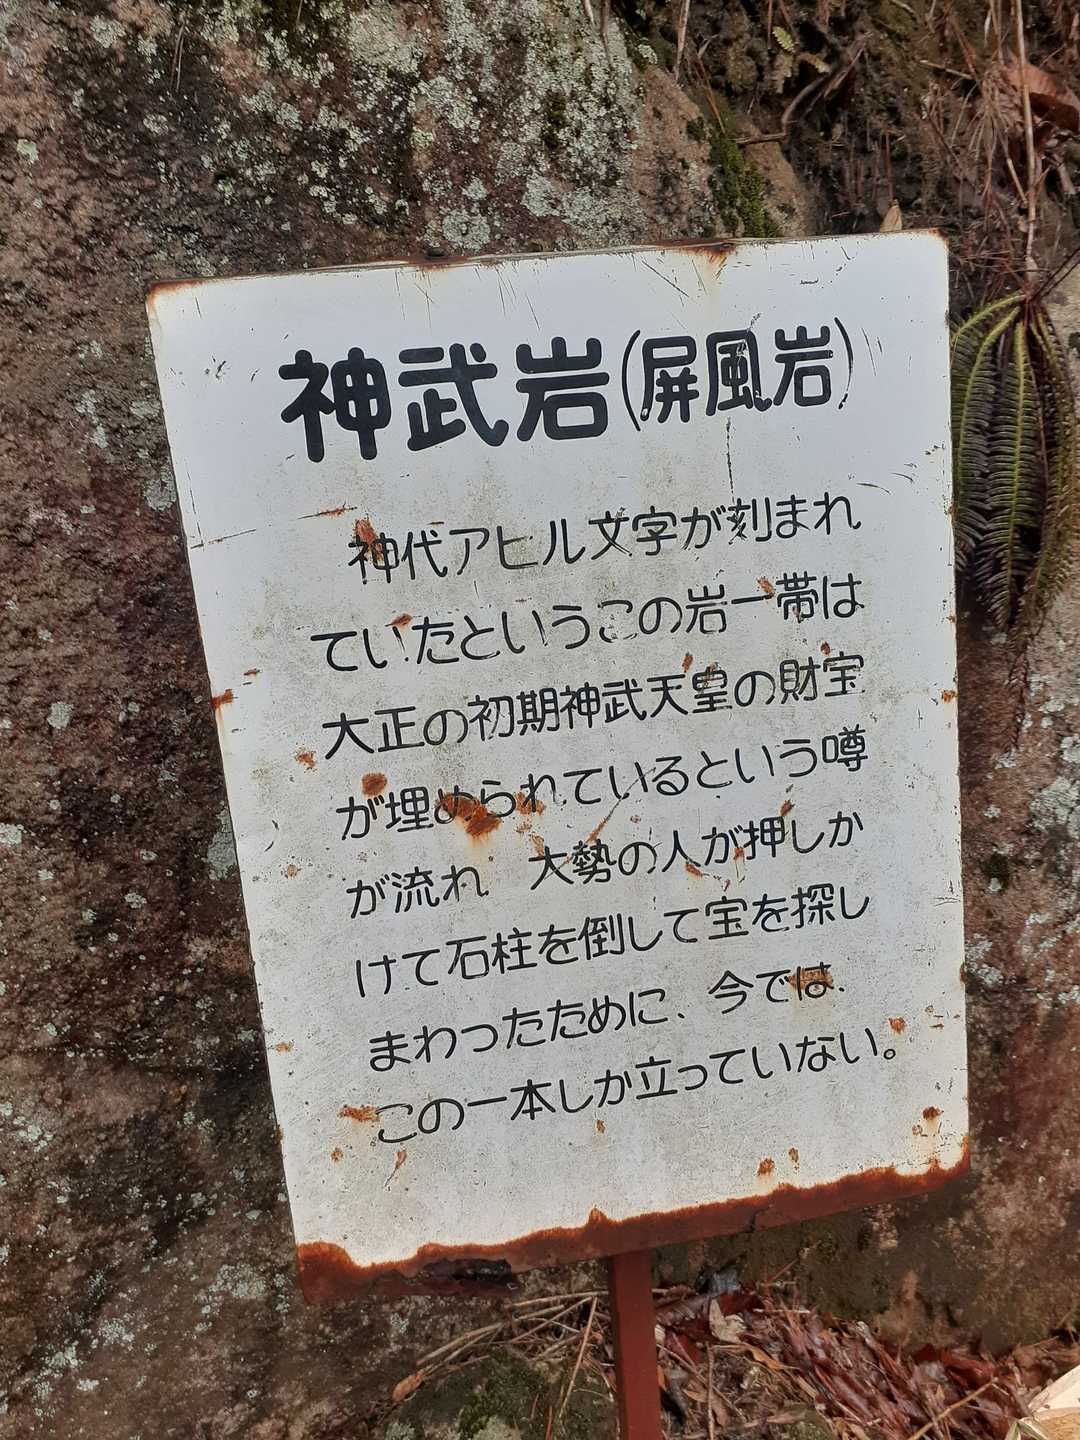 神武岩(屏風岩)
神代アヒル文字が刻まれ
ていたというこの岩一帯は
大正の初期神武天皇の財宝
が埋められているという噂
が流れ、大勢の人が押しか
けて石柱を倒して宝を探し
まわったために、今では、
この一本しか立っていない。